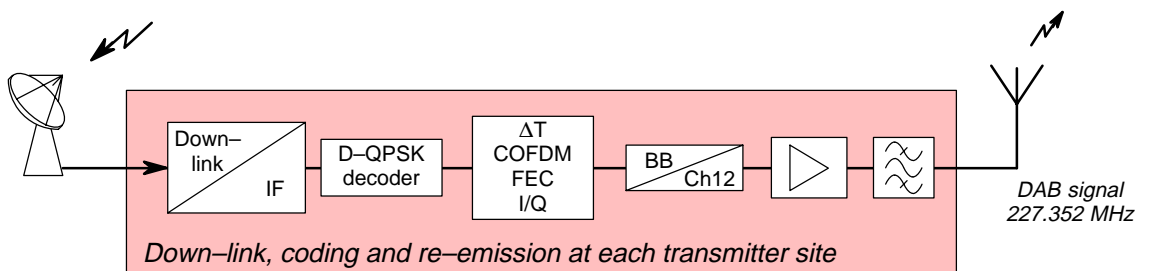 Down–
link
IF
D–QPSK
decoder
ΔT
COFDM
FEC
I/Q
BB
Ch12
DAB signal
227.352 MHz
Down–link, coding and re–emission at each transmitter site